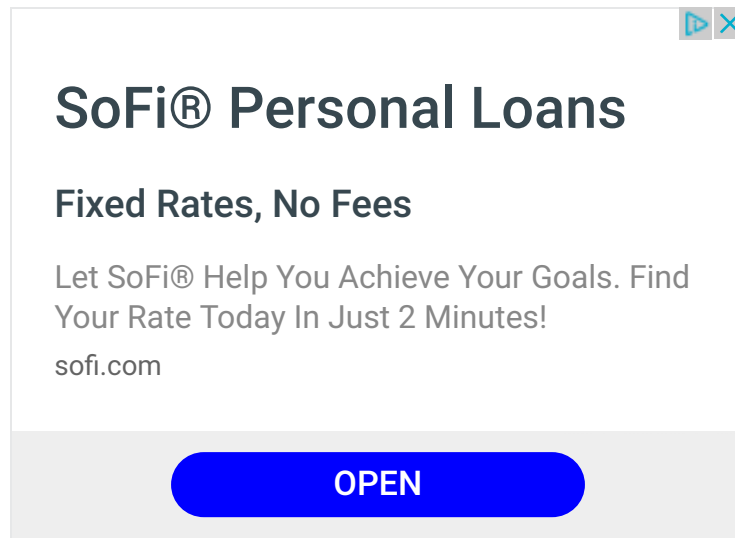 SoFi® Personal Loans
Fixed Rates, No Fees
Let SoFi® Help You Achieve Your Goals. Find
Your Rate Today In Just 2 Minutes!
sofi.com
OPEN